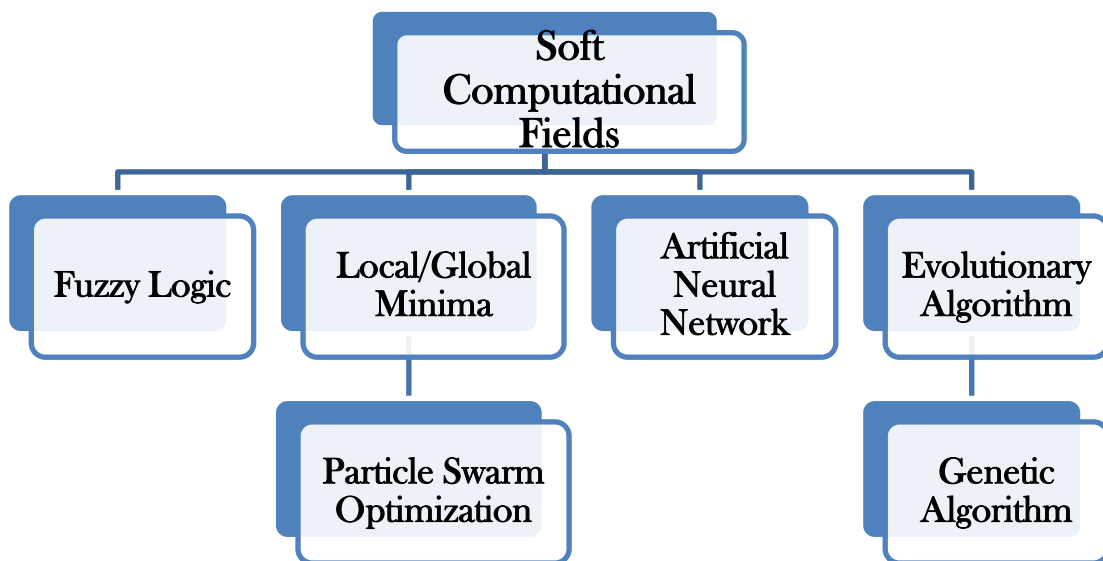 Soft
Computational
Fields
Fuzzy Logic
Local/Global
Minima
Artificial
Neural
Network
Evolutionary
Algorithm
Particle Swarm
Optimization
Genetic
Algorithm